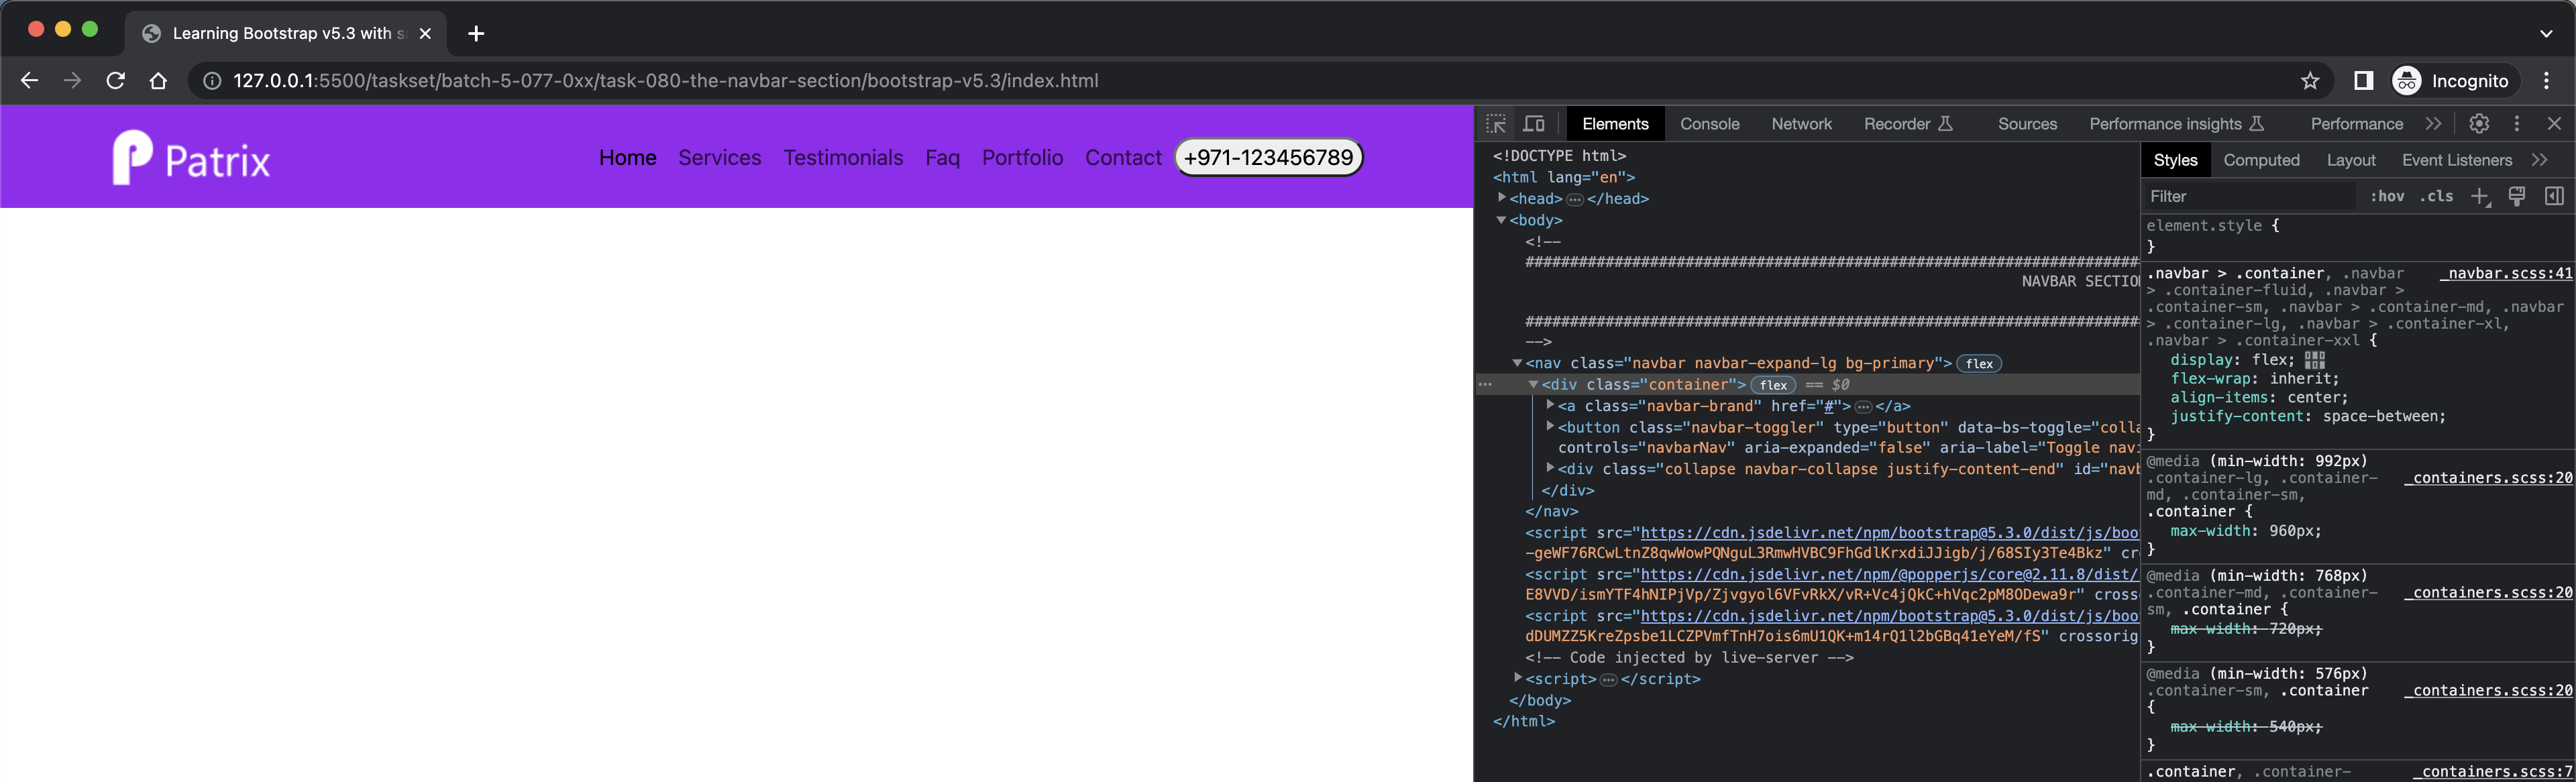 Learning Bootstrap v5.3 with sa
127.0.0.1:5500/taskset/batch-5-077-0xx/task-080-the-navbar-section/bootstrap-v5.3/index.html
Incognito
Patrix
Home Services Testimonials Faq Portfolio Contact +971-123456789
Elements Console Network Recorder Sources Performance insights Performance
<!DOCTYPE html>
<html lang="en">
<head> … </head>
<body>
<!--
NAVBAR SECTIO
-->
<nav class="navbar navbar-expand-lg bg-primary"> flex
<div class="container"> flex == $0
<a class="navbar-brand" href="#"> … </a>
<button class="navbar-toggler" type="button" data-bs-toggle="colla
controls="navbarNav" aria-expanded="false" aria-label="Toggle navi
<div class="collapse navbar-collapse justify-content-end" id="navb
</div>
</nav>
<script src="https://cdn.jsdelivr.net/npm/bootstrap@5.3.0/dist/js/boo
-geWF76RCwLtnZ8qwWowPQNguL3RmwHVBC9FhGdlKrxdiJJigb/j/68SIy3Te4Bkz" cr
<script src="https://cdn.jsdelivr.net/npm/@popperjs/core@2.11.8/dist/
E8VVD/ismYTF4hNIPjVp/Zjvgyol6VFvRkX/vR+Vc4jQkC+hVqc2pM8ODewa9r" cross
<script src="https://cdn.jsdelivr.net/npm/bootstrap@5.3.0/dist/js/boo
dDUMZZ5KreZpsbe1LCZPVmfTnH7ois6mU1QK+m14rQ1l2bGBq41eYeM/fS" crossorig
<!-- Code injected by live-server -->
<script> … </script>
</body>
</html>
Styles Computed Layout Event Listeners
Filter :hov .cls
element.style {
}
.navbar > .container, .navbar _navbar.scss:41
> .container-fluid, .navbar >
.container-sm, .navbar > .container-md, .navbar
> .container-lg, .navbar > .container-xl,
.navbar > .container-xxl {
display: flex;
flex-wrap: inherit;
align-items: center;
justify-content: space-between;
}
@media (min-width: 992px)
.container-lg, .container- _containers.scss:20
md, .container-sm,
.container {
max-width: 960px;
}
@media (min-width: 768px)
.container-md, .container- _containers.scss:20
sm, .container {
max-width: 720px;
}
@media (min-width: 576px)
.container-sm, .container _containers.scss:20
{
max-width: 540px;
}
.container, .container- _containers.scss:7